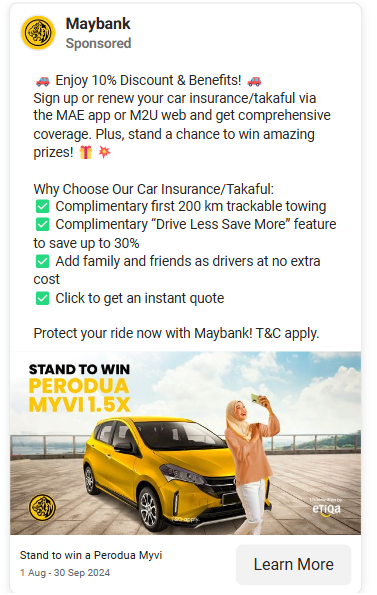 Maybank
Sponsored
🚗 Enjoy 10% Discount & Benefits! 🚗
Sign up or renew your car insurance/takaful via
the MAE app or M2U web and get comprehensive
coverage. Plus, stand a chance to win amazing
prizes! 🎁 💥
Why Choose Our Car Insurance/Takaful:
✅ Complimentary first 200 km trackable towing
✅ Complimentary “Drive Less Save More” feature
to save up to 30%
✅ Add family and friends as drivers at no extra
cost
✅ Click to get an instant quote
Protect your ride now with Maybank! T&C apply.
STAND TO WIN
PERODUA
MYVI 1.5X
T&C apply.
eTiQa
Stand to win a Perodua Myvi
1 Aug - 30 Sep 2024
Learn More